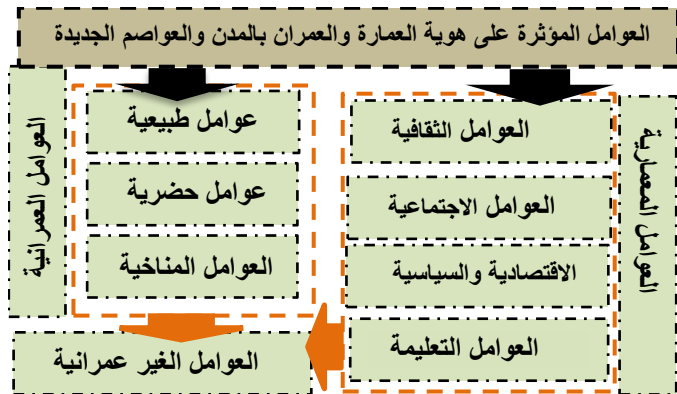 العوامل المؤثرة على هوية العمارة والعمران بالمدن والعواصم الجديدة
العوامل المعمارية
العوامل الثقافية
العوامل الاجتماعية
الاقتصادية والسياسية
العوامل التعليمة
العوامل العمرانية
عوامل طبيعية
عوامل حضرية
العوامل المناخية
العوامل الغير عمرانية